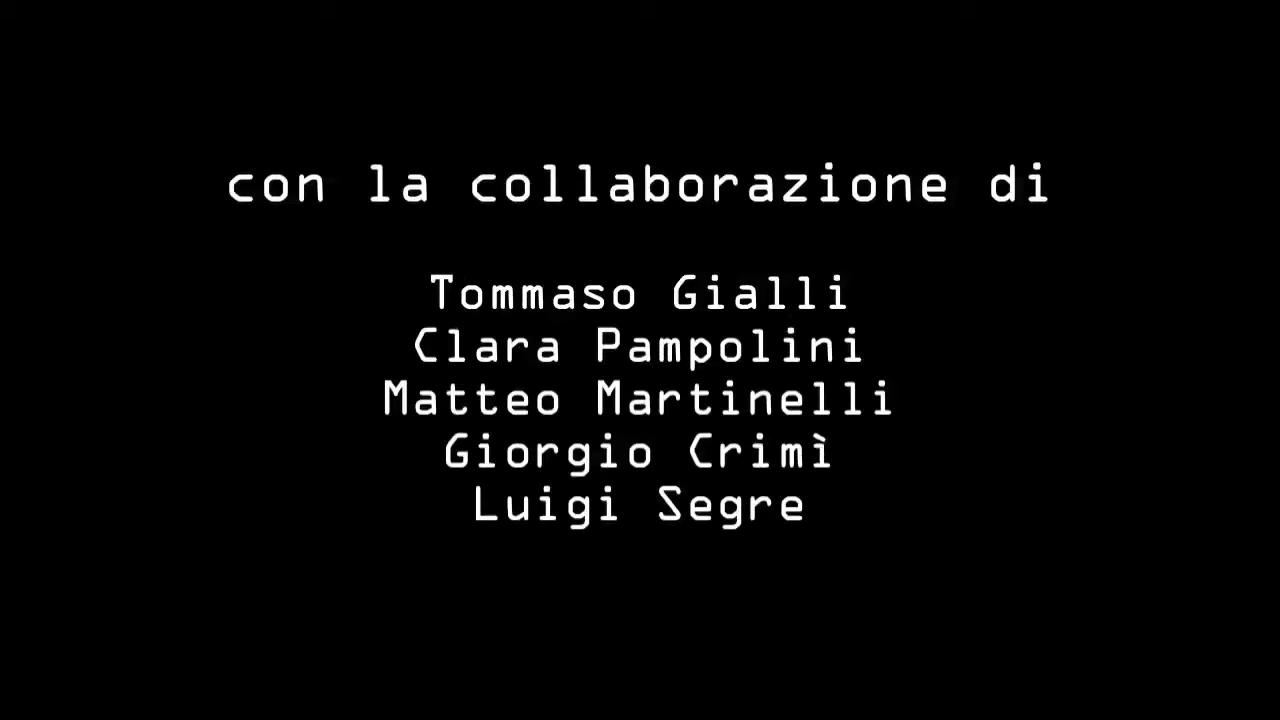 con la collaborazione di
Tommaso Gialli
Clara Pampolini
Matteo Martinelli
Giorgio Crimì
Luigi Segre